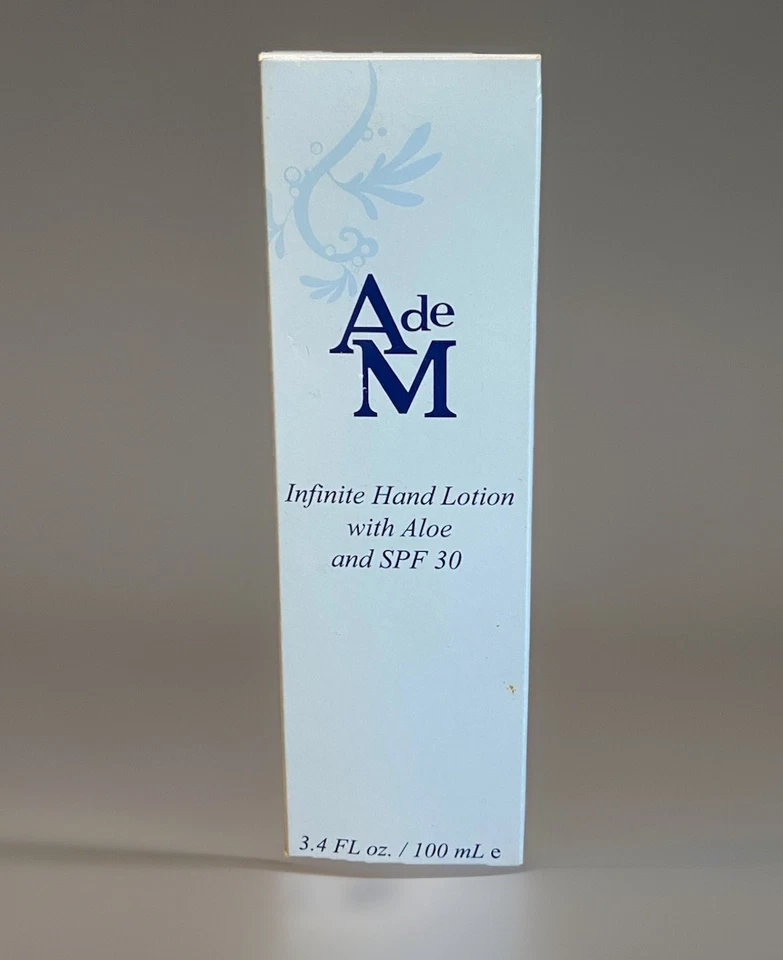 A de
M
Infinite Hand Lotion
with Aloe
and SPF 30
3.4 FL oz. / 100 mL e